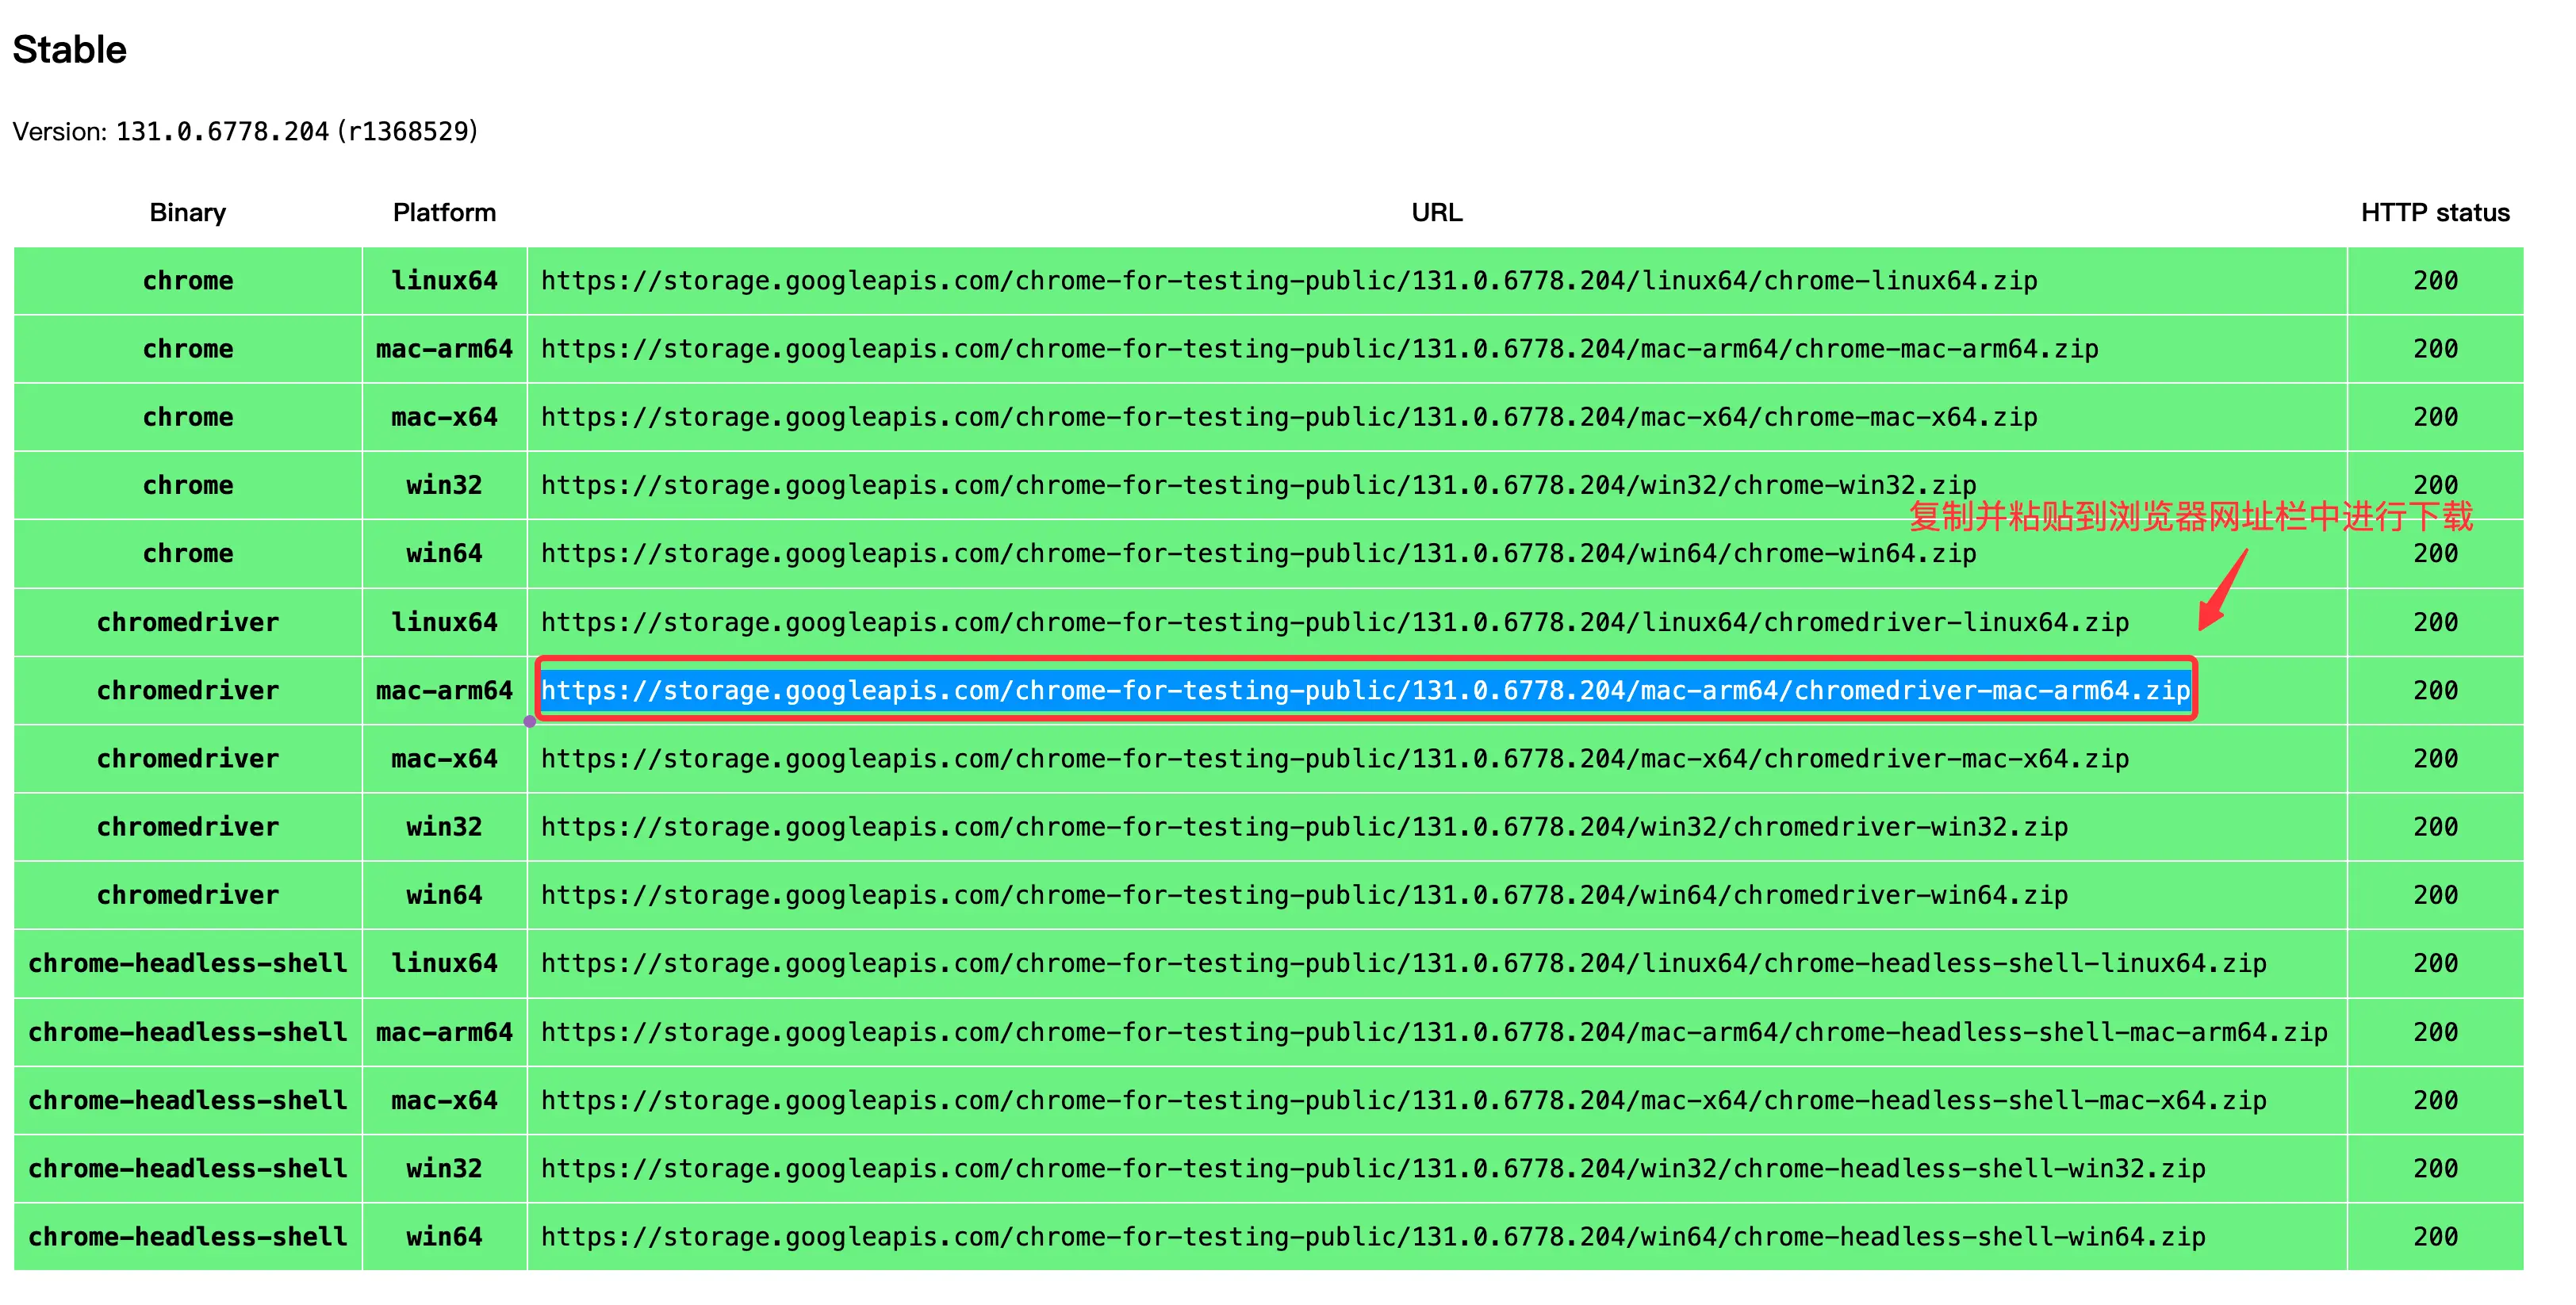 Stable
Version: 131.0.6778.204 (r1368529)
Binary Platform URL HTTP status
chrome linux64 https://storage.googleapis.com/chrome-for-testing-public/131.0.6778.204/linux64/chrome-linux64.zip 200
chrome mac-arm64 https://storage.googleapis.com/chrome-for-testing-public/131.0.6778.204/mac-arm64/chrome-mac-arm64.zip 200
chrome mac-x64 https://storage.googleapis.com/chrome-for-testing-public/131.0.6778.204/mac-x64/chrome-mac-x64.zip 200
chrome win32 https://storage.googleapis.com/chrome-for-testing-public/131.0.6778.204/win32/chrome-win32.zip 200
复制并粘贴到浏览器网址栏中进行下载
chrome win64 https://storage.googleapis.com/chrome-for-testing-public/131.0.6778.204/win64/chrome-win64.zip 200
chromedriver linux64 https://storage.googleapis.com/chrome-for-testing-public/131.0.6778.204/linux64/chromedriver-linux64.zip 200
chromedriver mac-arm64 https://storage.googleapis.com/chrome-for-testing-public/131.0.6778.204/mac-arm64/chromedriver-mac-arm64.zip 200
chromedriver mac-x64 https://storage.googleapis.com/chrome-for-testing-public/131.0.6778.204/mac-x64/chromedriver-mac-x64.zip 200
chromedriver win32 https://storage.googleapis.com/chrome-for-testing-public/131.0.6778.204/win32/chromedriver-win32.zip 200
chromedriver win64 https://storage.googleapis.com/chrome-for-testing-public/131.0.6778.204/win64/chromedriver-win64.zip 200
chrome-headless-shell linux64 https://storage.googleapis.com/chrome-for-testing-public/131.0.6778.204/linux64/chrome-headless-shell-linux64.zip 200
chrome-headless-shell mac-arm64 https://storage.googleapis.com/chrome-for-testing-public/131.0.6778.204/mac-arm64/chrome-headless-shell-mac-arm64.zip 200
chrome-headless-shell mac-x64 https://storage.googleapis.com/chrome-for-testing-public/131.0.6778.204/mac-x64/chrome-headless-shell-mac-x64.zip 200
chrome-headless-shell win32 https://storage.googleapis.com/chrome-for-testing-public/131.0.6778.204/win32/chrome-headless-shell-win32.zip 200
chrome-headless-shell win64 https://storage.googleapis.com/chrome-for-testing-public/131.0.6778.204/win64/chrome-headless-shell-win64.zip 200